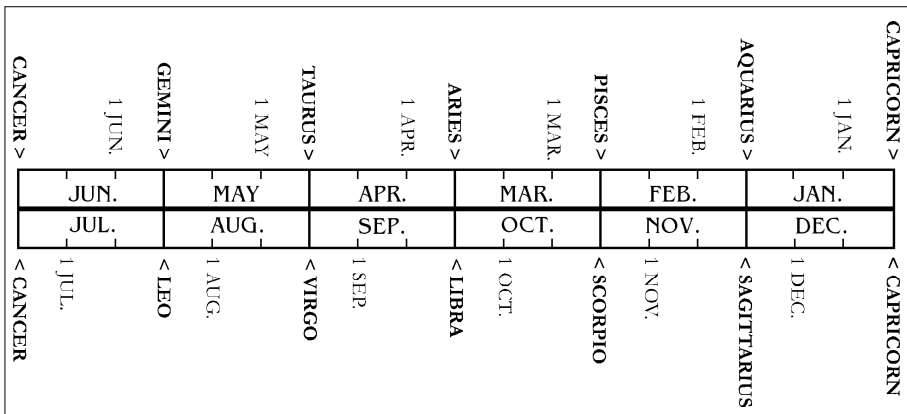 CANCER >
1 JUN.
GEMINI >
1 MAY
TAURUS >
1 APR.
ARIES >
1 MAR.
PISCES >
1 FEB.
AQUARIUS >
1 JAN.
CAPRICORN >
JUN. MAY APR. MAR. FEB. JAN.
JUL. AUG. SEP. OCT. NOV. DEC.
< CANCER
1 JUL.
< LEO
1 AUG.
< VIRGO
1 SEP.
< LIBRA
1 OCT.
< SCORPIO
1 NOV.
< SAGITTARIUS
1 DEC.
< CAPRICORN